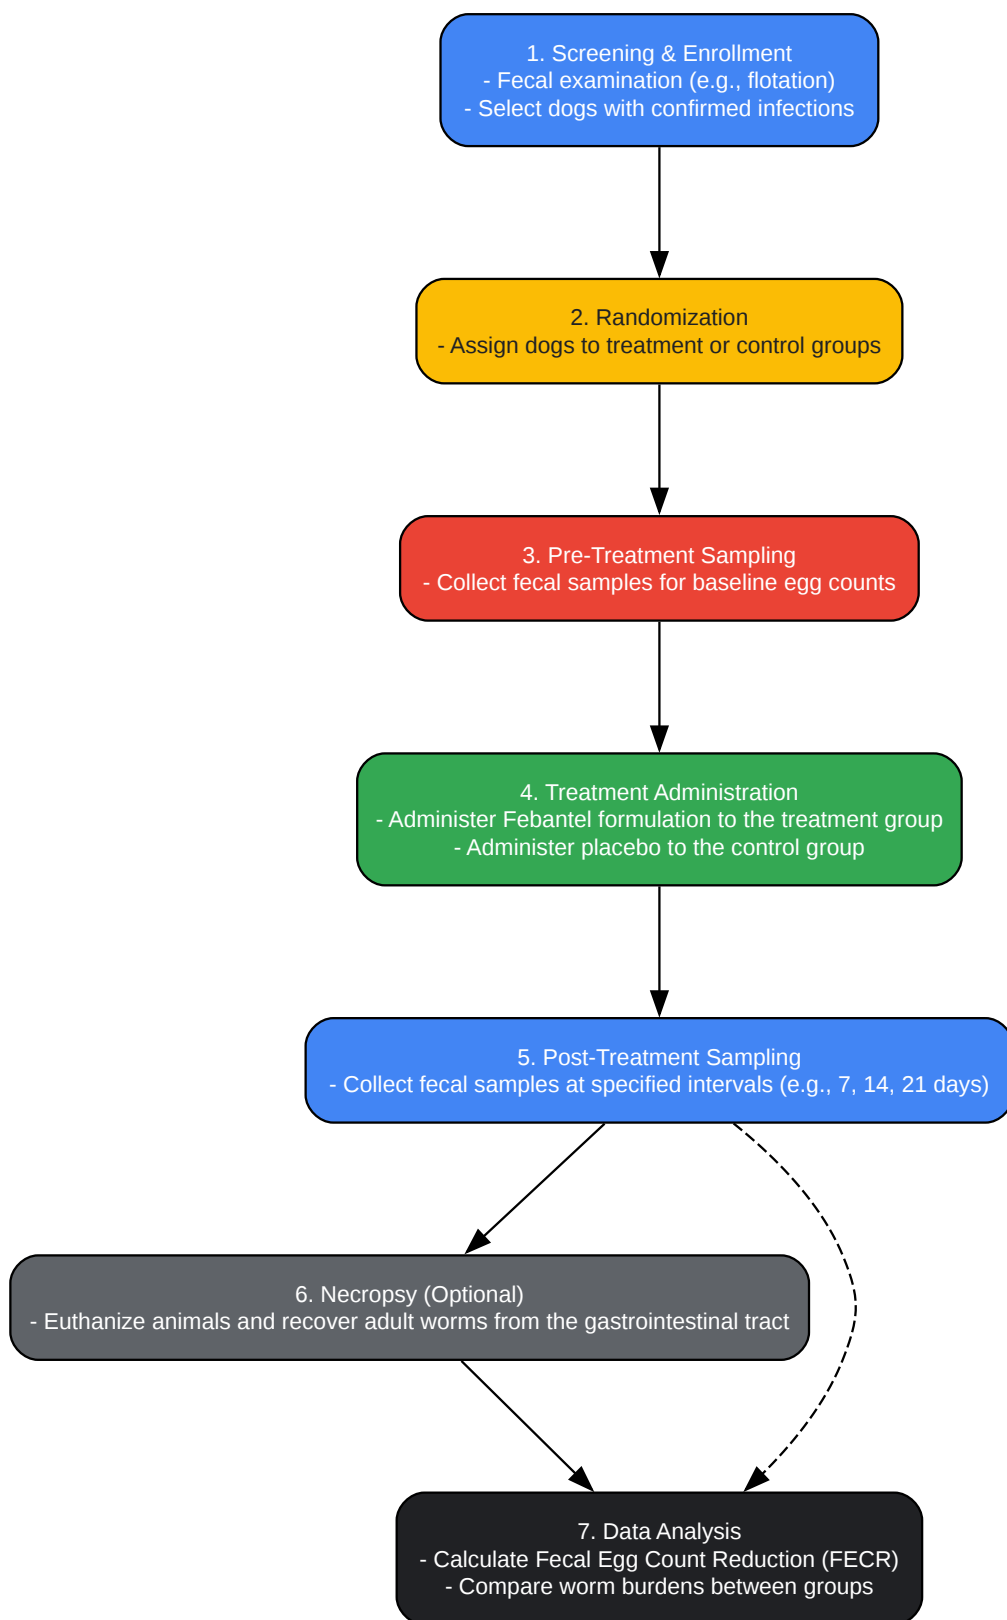 1. Screening & Enrollment
- Fecal examination (e.g., flotation)
- Select dogs with confirmed infections
2. Randomization
- Assign dogs to treatment or control groups
3. Pre-Treatment Sampling
- Collect fecal samples for baseline egg counts
4. Treatment Administration
- Administer Febantel formulation to the treatment group
- Administer placebo to the control group
5. Post-Treatment Sampling
- Collect fecal samples at specified intervals (e.g., 7, 14, 21 days)
6. Necropsy (Optional)
- Euthanize animals and recover adult worms from the gastrointestinal tract
7. Data Analysis
- Calculate Fecal Egg Count Reduction (FECR)
- Compare worm burdens between groups